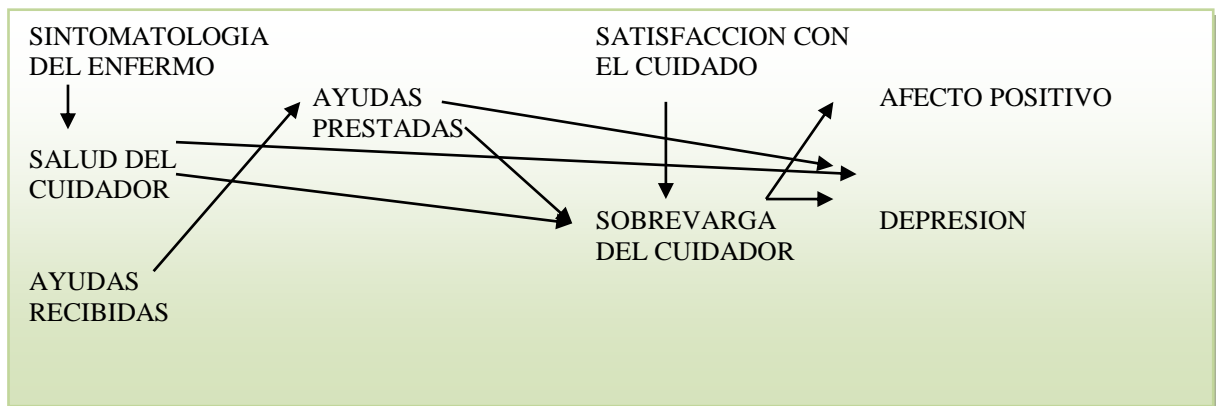 SINTOMATOLOGIA
DEL ENFERMO
SATISFACCION CON
EL CUIDADO
AYUDAS
PRESTADAS
AFECTO POSITIVO
SALUD DEL
CUIDADOR
SOBREVARGA
DEL CUIDADOR
DEPRESION
AYUDAS
RECIBIDAS